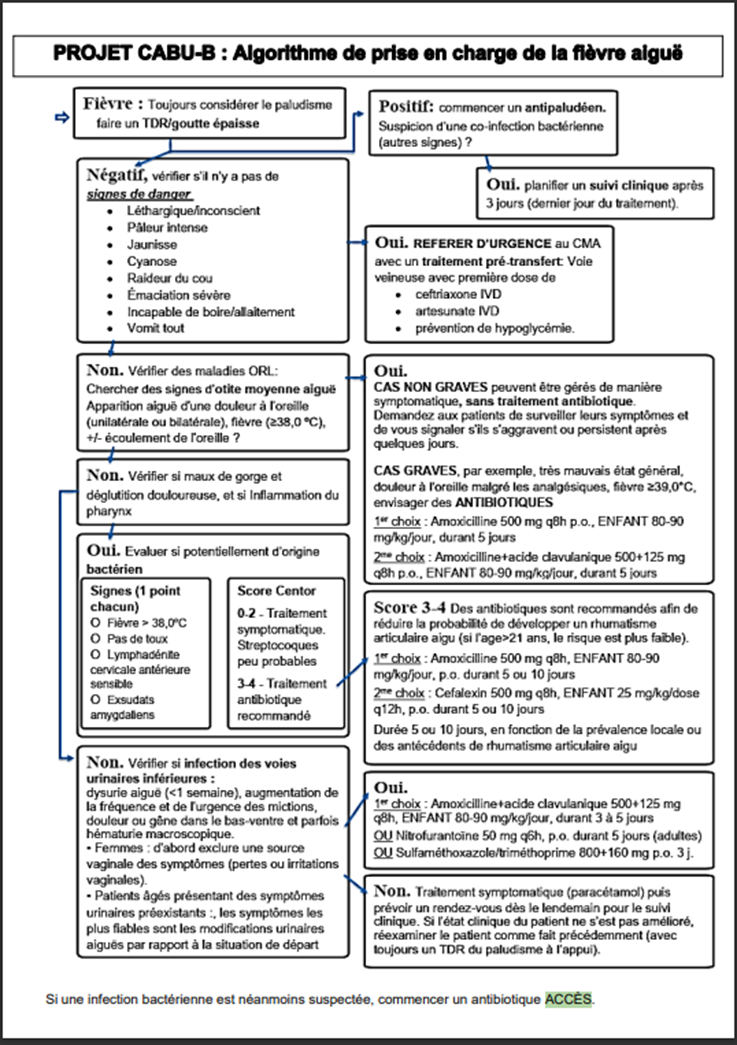 PROJET CABU-B : Algorithme de prise en charge de la fièvre aiguë
Fièvre : Toujours considérer le paludisme
faire un TDR/goutte épaisse
Positif: commencer un antipaludéen.
Suspicion d'une co-infection bactérienne
(autres signes) ?
Oui. planifier un suivi clinique après
3 jours (dernier jour du traitement).
Négatif, vérifier s'il n'y a pas de
signes de danger
• Léthargique/inconscient
• Pâleur intense
• Jaunisse
• Cyanose
• Raideur du cou
• Émaciation sévère
• Incapable de boire/allaitement
• Vomit tout
Oui. REFERER D'URGENCE au CMA
avec un traitement pré-transfert: Voie
veineuse avec première dose de
• ceftriaxone IVD
• artesunate IVD
• prévention de hypoglycémie.
Non. Vérifier des maladies ORL:
Chercher des signes d'otite moyenne aiguë
Apparition aiguë d'une douleur à l'oreille
(unilatérale ou bilatérale), fièvre (≥38,0 ºC),
+/- écoulement de l'oreille ?
Oui.
CAS NON GRAVES peuvent être gérés de manière
symptomatique, sans traitement antibiotique.
Demandez aux patients de surveiller leurs symptômes et
de vous signaler s'ils s'aggravent ou persistent après
quelques jours.
CAS GRAVES, par exemple, très mauvais état général,
douleur à l'oreille malgré les analgésiques, fièvre ≥39,0ºC,
envisager des ANTIBIOTIQUES
1er choix : Amoxicilline 500 mg q8h p.o., ENFANT 80-90
mg/kg/jour, durant 5 jours
2me choix : Amoxicilline+acide clavulanique 500+125 mg
q8h p.o., ENFANT 80-90 mg/kg/jour, durant 5 jours
Non. Vérifier si maux de gorge et
déglutition douloureuse, et si Inflammation du
pharynx
Oui. Evaluer si potentiellement d'origine
bactérien
Signes (1 point
chacun)
O Fièvre > 38,0ºC
O Pas de toux
O Lymphadénite
cervicale antérieure
sensible
O Exsudats
amygdaliens
Score Centor
0-2 - Traitement
symptomatique.
Streptocoques
peu probables
3-4 - Traitement
antibiotique
recommandé
Score 3-4 Des antibiotiques sont recommandés afin de
réduire la probabilité de développer un rhumatisme
articulaire aigu (si l'age>21 ans, le risque est plus faible).
1er choix : Amoxicilline 500 mg q8h, ENFANT 80-90
mg/kg/jour, p.o. durant 5 ou 10 jours
2me choix : Cefalexin 500 mg q8h, ENFANT 25 mg/kg/dose
q12h, p.o. durant 5 ou 10 jours
Durée 5 ou 10 jours, en fonction de la prévalence locale ou
des antécédents de rhumatisme articulaire aigu
Non. Vérifier si infection des voies
urinaires inférieures :
dysurie aiguë (<1 semaine), augmentation de
la fréquence et de l'urgence des mictions,
douleur ou gêne dans le bas-ventre et parfois
hématurie macroscopique.
• Femmes : d'abord exclure une source
vaginale des symptômes (pertes ou irritations
vaginales).
• Patients âgés présentant des symptômes
urinaires préexistants :, les symptômes les
plus fiables sont les modifications urinaires
aiguës par rapport à la situation de départ
Oui.
1er choix : Amoxicilline+acide clavulanique 500+125 mg
q8h, ENFANT 80-90 mg/kg/jour, durant 3 à 5 jours
OU Nitrofurantoïne 50 mg q6h, p.o. durant 5 jours (adultes)
OU Sulfaméthoxazole/triméthoprime 800+160 mg p.o. 3 j.
Non. Traitement symptomatique (paracétamol) puis
prévoir un rendez-vous dès le lendemain pour le suivi
clinique. Si l'état clinique du patient ne s'est pas amélioré,
réexaminer le patient comme fait précédemment (avec
toujours un TDR du paludisme à l'appui).
Si une infection bactérienne est néanmoins suspectée, commencer un antibiotique ACCÈS.